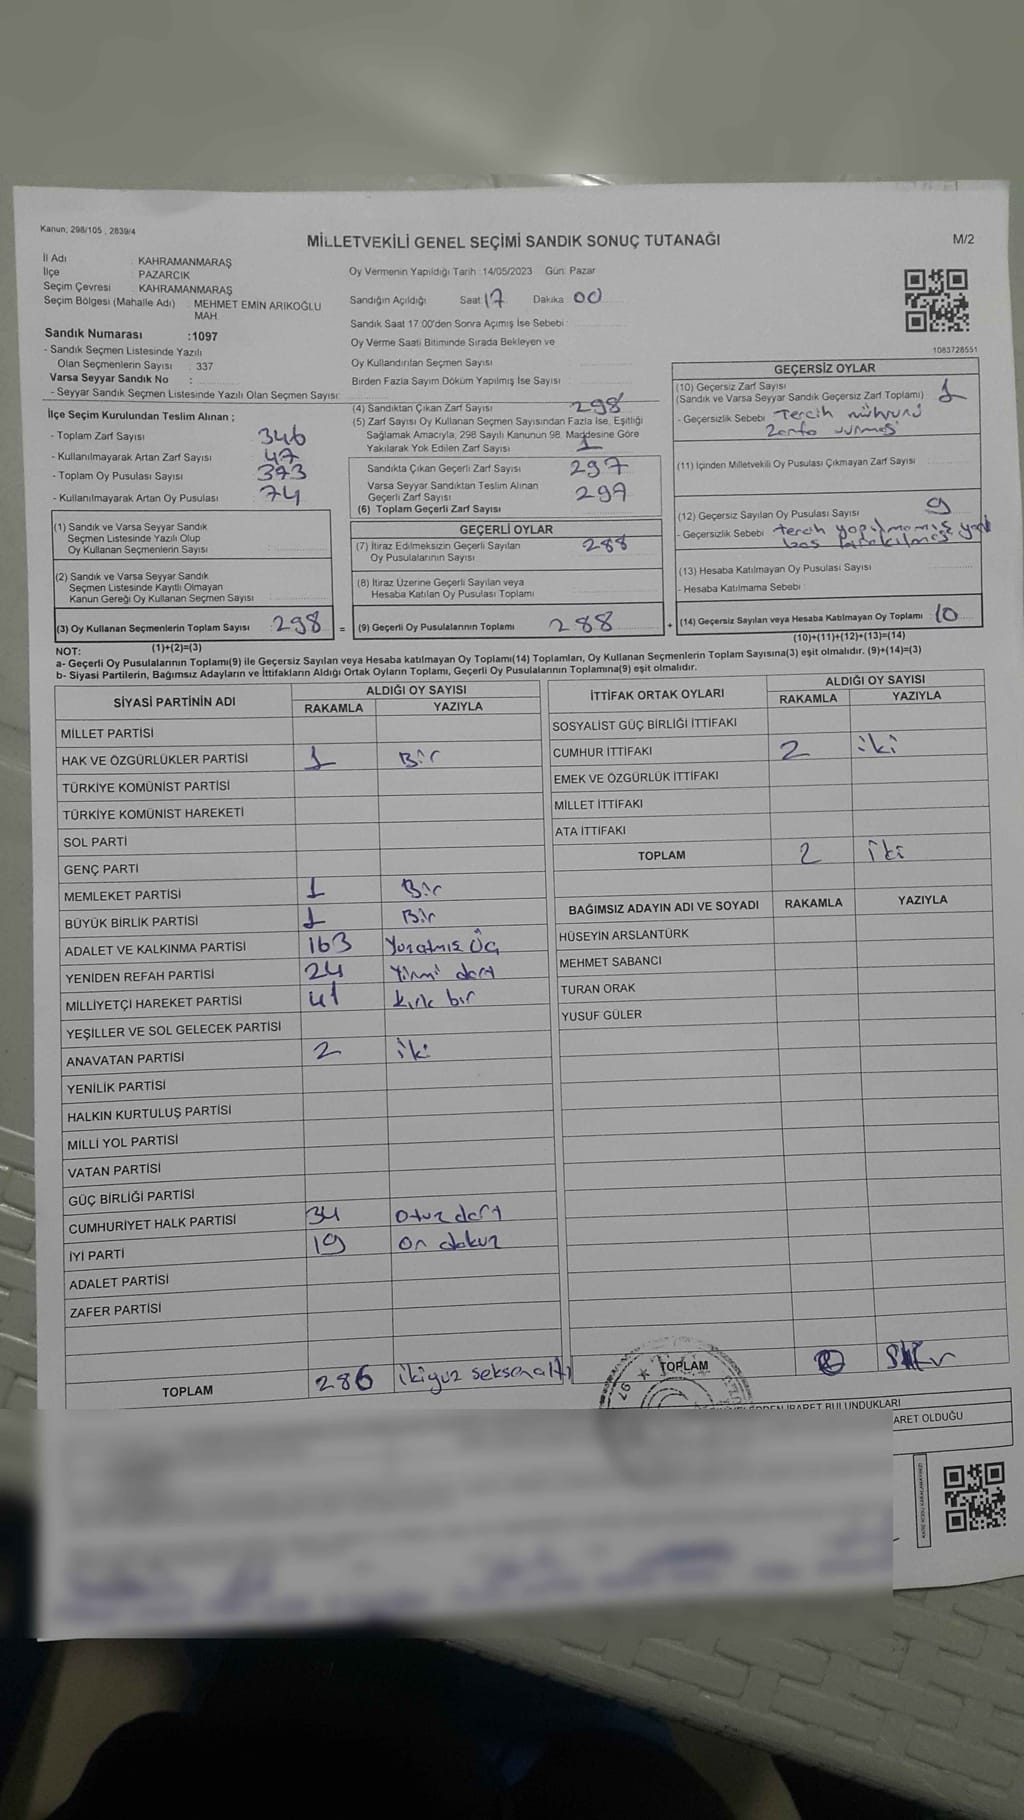 Kanun; 298/105 , 2839/4
MİLLETVEKİLİ GENEL SEÇİMİ SANDIK SONUÇ TUTANAĞI
M/2
İl Adı KAHRAMANMARAŞ
İlçe : PAZARCIK
Seçim Çevresi : KAHRAMANMARAŞ
Seçim Bölgesi (Mahalle Adı) : MEHMET EMİN ARIKOĞLU MAH.
Sandık Numarası :1097
- Sandık Seçmen Listesinde Yazılı
Olan Seçmenlerin Sayısı : 337
Varsa Seyyar Sandık No :
- Seyyar Sandık Seçmen Listesinde Yazılı Olan Seçmen Sayısı:
Oy Vermenin Yapıldığı Tarih :14/05/2023 Gün: Pazar
Sandığın Açıldığı Saat 17 Dakika 00
Sandık Saat 17:00'den Sonra Açımış İse Sebebi :
Oy Verme Saati Bitiminde Sırada Bekleyen ve
Oy Kullandırılan Seçmen Sayısı
Birden Fazla Sayım Döküm Yapılmış İse Sayısı :
1083728551
İlçe Seçim Kurulundan Teslim Alınan ;
- Toplam Zarf Sayısı 346
- Kullanılmayarak Artan Zarf Sayısı 47
- Toplam Oy Pusulası Sayısı 373
- Kullanılmayarak Artan Oy Pusulası 74
(4) Sandıktan Çıkan Zarf Sayısı 298
(5) Zarf Sayısı Oy Kullanan Seçmen Sayısından Fazla İse, Eşitliği
Sağlamak Amacıyla, 298 Sayılı Kanunun 98. Maddesine Göre
Yakılarak Yok Edilen Zarf Sayısı 1
Sandıkta Çıkan Geçerli Zarf Sayısı 297
Varsa Seyyar Sandıktan Teslim Alınan
Geçerli Zarf Sayısı 297
(6) Toplam Geçerli Zarf Sayısı
GEÇERSİZ OYLAR
(10) Geçersiz Zarf Sayısı 1
(Sandık ve Varsa Seyyar Sandık Geçersiz Zarf Toplamı)
- Geçersizlik Sebebi Tercih mührünü
Zarfa vurması
(11) İçinden Milletvekili Oy Pusulası Çıkmayan Zarf Sayısı
(12) Geçersiz Sayılan Oy Pusulası Sayısı 9
- Geçersizlik Sebebi tercih yapılmamış yada
boş bırakılması
(13) Hesaba Katılmayan Oy Pusulası Sayısı
- Hesaba Katılmama Sebebi
(14) Geçersiz Sayılan veya Hesaba Katılmayan Oy Toplamı 10
(10)+(11)+(12)+(13)=(14)
(1) Sandık ve Varsa Seyyar Sandık
Seçmen Listesinde Yazılı Olup
Oy Kullanan Seçmenlerin Sayısı
(2) Sandık ve Varsa Seyyar Sandık
Seçmen Listesinde Kayıtlı Olmayan
Kanun Gereği Oy Kullanan Seçmen Sayısı
(3) Oy Kullanan Seçmenlerin Toplam Sayısı 298 =
(1)+(2)=(3)
GEÇERLİ OYLAR
(7) İtiraz Edilmeksizin Geçerli Sayılan
Oy Pusulalarının Sayısı 288
(8) İtiraz Üzerine Geçerli Sayılan veya
Hesaba Katılan Oy Pusulası Toplamı
(9) Geçerli Oy Pusulalarının Toplamı 288 +
NOT:
a- Geçerli Oy Pusulalarının Toplamı(9) ile Geçersiz Sayılan veya Hesaba katılmayan Oy Toplamı(14) Toplamları, Oy Kullanan Seçmenlerin Toplam Sayısına(3) eşit olmalıdır. (9)+(14)=(3)
b- Siyasi Partilerin, Bağımsız Adayların ve İttifakların Aldığı Ortak Oyların Toplamı, Geçerli Oy Pusulalarının Toplamına(9) eşit olmalıdır.
SİYASİ PARTİNİN ADI ALDIĞI OY SAYISI
RAKAMLA YAZIYLA
MİLLET PARTİSİ
HAK VE ÖZGÜRLÜKLER PARTİSİ 1 Bir
TÜRKİYE KOMÜNİST PARTİSİ
TÜRKİYE KOMÜNİST HAREKETİ
SOL PARTİ
GENÇ PARTİ
MEMLEKET PARTİSİ 1 Bir
BÜYÜK BİRLİK PARTİSİ 1 Bir
ADALET VE KALKINMA PARTİSİ 163 Yüzatmış Üç
YENİDEN REFAH PARTİSİ 24 Yirmi dört
MİLLİYETÇİ HAREKET PARTİSİ 41 Kırk bir
YEŞİLLER VE SOL GELECEK PARTİSİ
ANAVATAN PARTİSİ 2 iki
YENİLİK PARTİSİ
HALKIN KURTULUŞ PARTİSİ
MİLLİ YOL PARTİSİ
VATAN PARTİSİ
GÜÇ BİRLİĞİ PARTİSİ
CUMHURİYET HALK PARTİSİ 34 otuz dört
İYİ PARTİ 19 on dokuz
ADALET PARTİSİ
ZAFER PARTİSİ
TOPLAM 286 ikiyüz seksenaltı
İTTİFAK ORTAK OYLARI ALDIĞI OY SAYISI
RAKAMLA YAZIYLA
SOSYALİST GÜÇ BİRLİĞİ İTTİFAKI
CUMHUR İTTİFAKI 2 iki
EMEK VE ÖZGÜRLÜK İTTİFAKI
MİLLET İTTİFAKI
ATA İTTİFAKI
TOPLAM 2 iki
BAĞIMSIZ ADAYIN ADI VE SOYADI RAKAMLA YAZIYLA
HÜSEYİN ARSLANTÜRK
MEHMET SABANCI
TURAN ORAK
YUSUF GÜLER
TOPLAM
İBARET BULUNDUKLARI
ARET OLDUĞU